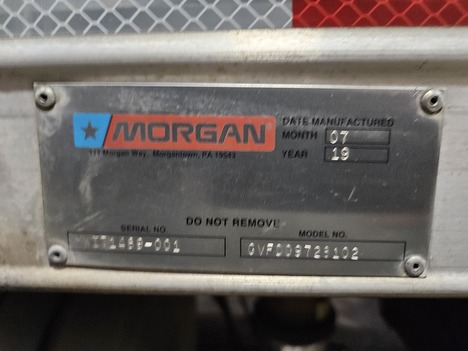 MORGAN
111 Morgan Way, Morgantown, PA 19543
DATE MANUFACTURED
MONTH 07
YEAR 19
DO NOT REMOVE
SERIAL NO.
MODEL NO.
GVFD09723102